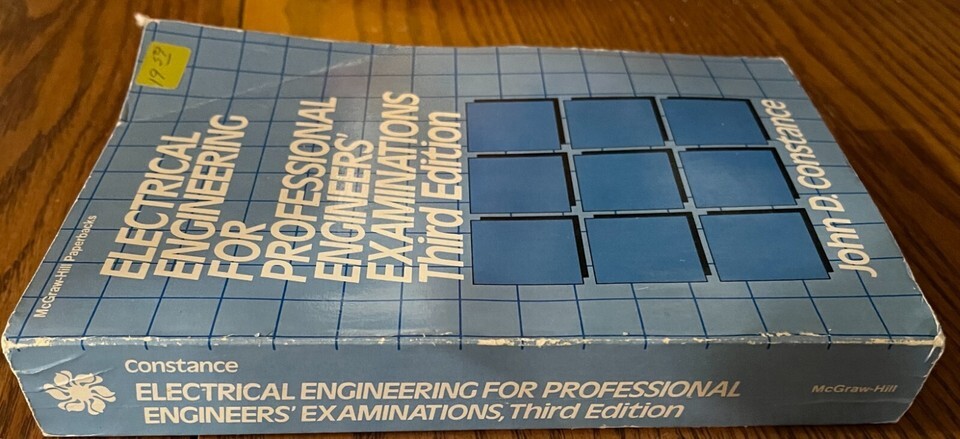 19.59
McGraw-Hill Paperbacks
ELECTRICAL
ENGINEERING
FOR
PROFESSIONAL
ENGINEERS'
EXAMINATIONS
Third Edition
John D. Constance
Constance
ELECTRICAL ENGINEERING FOR PROFESSIONAL
ENGINEERS' EXAMINATIONS, Third Edition
McGraw-Hill